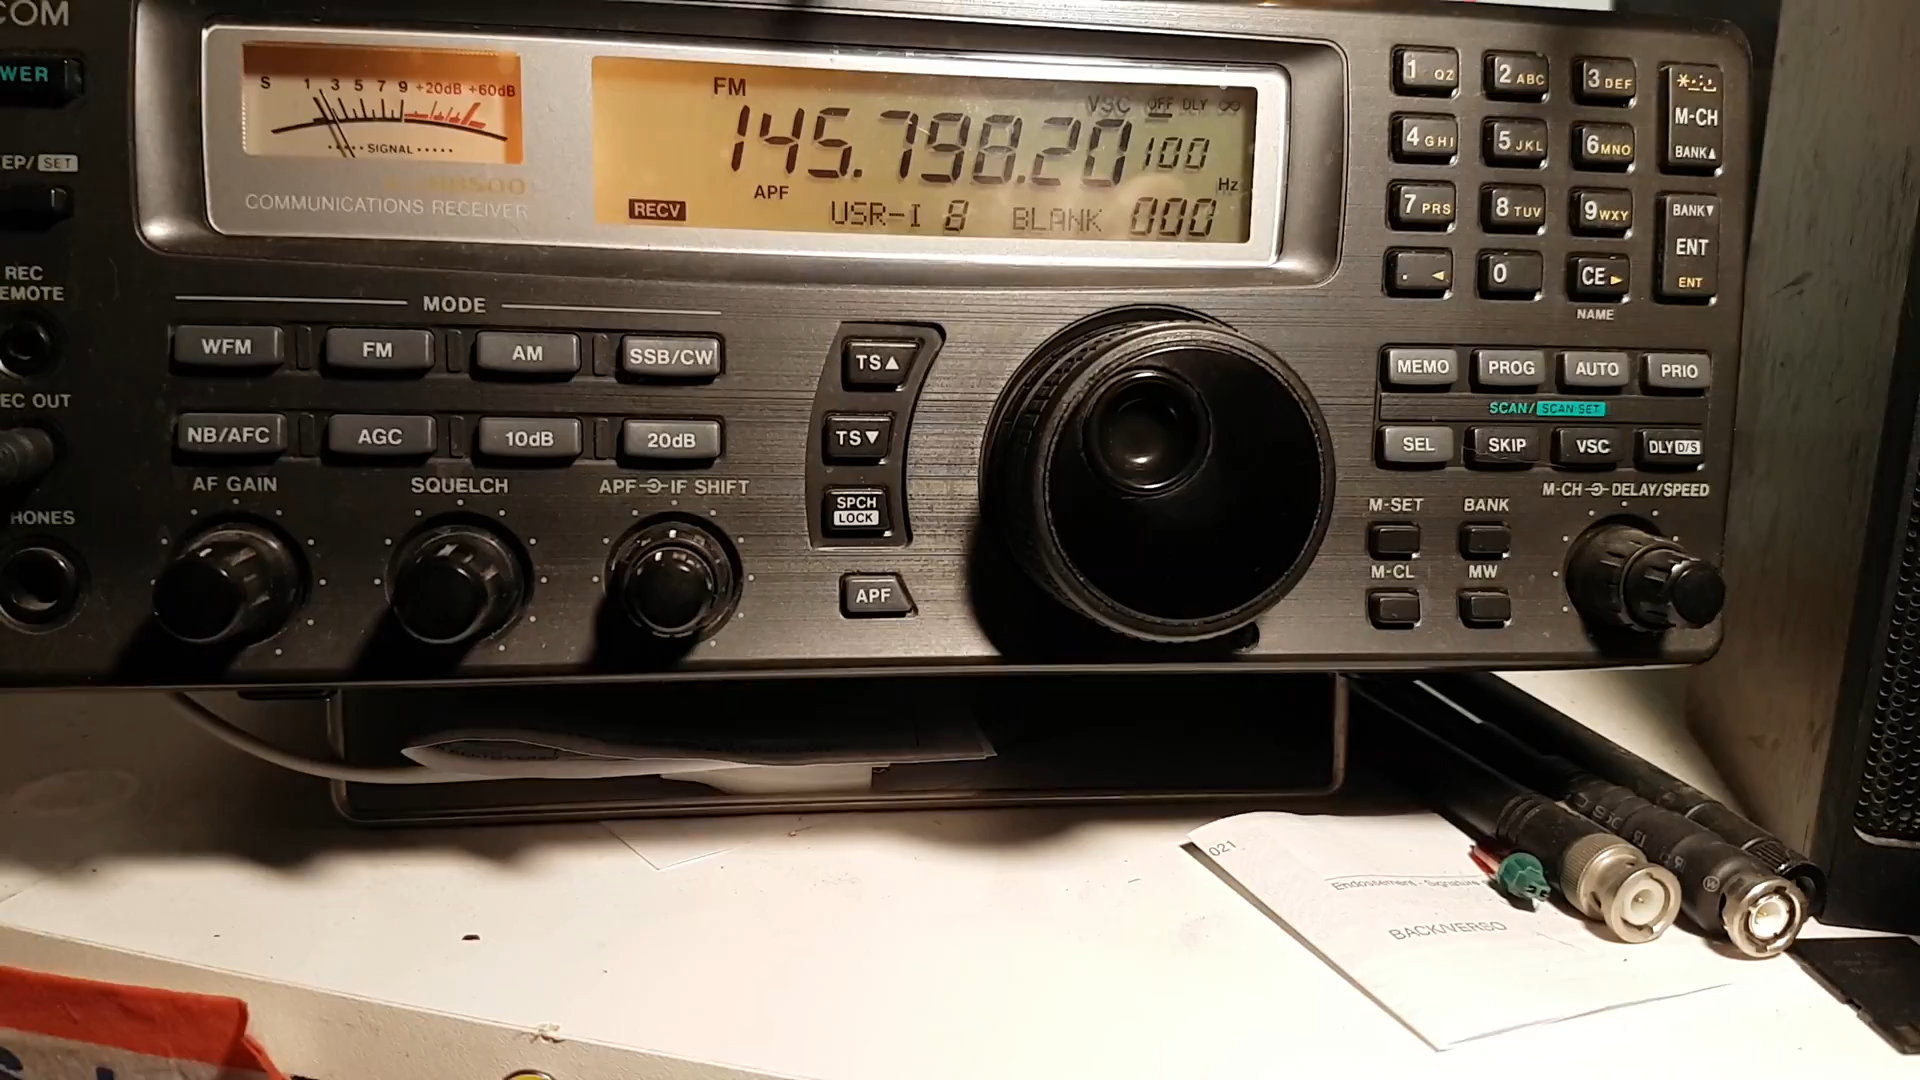 COM
WER
S 1 3 5 7 9 +20dB +60dB
SIGNAL
COMMUNICATIONS RECEIVER
FM
VSC OFF DLY ∞
145.798.20 100
Hz
APF
RECV
USR-I 8 BLANK 000
EP/ SET
REC
EMOTE
EC OUT
HONES
MODE
WFM FM AM SSB/CW
NB/AFC AGC 10dB 20dB
AF GAIN SQUELCH APF IF SHIFT
TS▲
TS▼
SPCH
LOCK
APF
1 QZ 2 ABC 3 DEF
4 GHI 5 JKL 6 MNO
7 PRS 8 TUV 9 WXY
. ◄ 0 CE ►
NAME
M-CH
BANK▲
BANK▼
ENT
ENT
MEMO PROG AUTO PRIO
SCAN/ SCAN SET
SEL SKIP VSC DLY D/S
M-CH DELAY/SPEED
M-SET BANK
M-CL MW
021
Endossement - Signature
BACK/VERSO